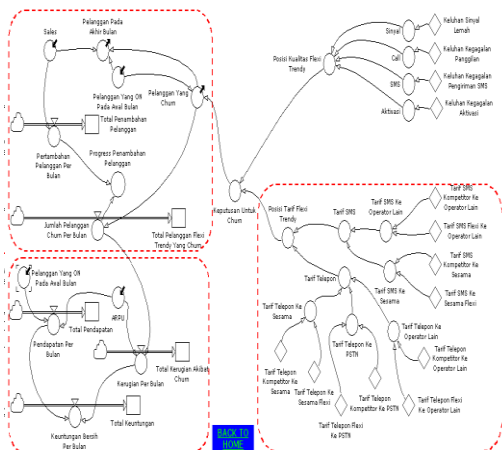 Sales
Pelanggan Pada
Akhir Bulan
Pelanggan Yang ON
Pada Awal Bulan
Pelanggan Yang
Churn
Total Penambahan
Pelanggan
Pertambahan
Pelanggan Per
Bulan
Progress Penambahan
Pelanggan
Jumlah Pelanggan
Churn Per Bulan
Total Pelanggan Flexi
Trendy Yang Churn
Pelanggan Yang ON
Pada Awal Bulan
Total Pendapatan
ARPU
Pendapatan Per
Bulan
Total Kerugian Akibat
Churn
Kerugian Per Bulan
Total Keuntungan
Keuntungan Bersih
Per Bulan
BACK TO
HOME
Keputusan Untuk
Churn
Posisi Kualitas Flexi
Trendy
Sinyal
Keluhan Sinyal
Lemah
Call
Keluhan Kegagalan
Panggilan
SMS
Keluhan Kegagalan
Pengiriman SMS
Aktivasi
Keluhan Kegagalan
Aktivasi
Posisi Tarif Flexi
Trendy
Tarif SMS
Tarif SMS Ke
Operator Lain
Tarif SMS
Kompetitor Ke
Operator Lain
Tarif SMS Flexi Ke
Operator Lain
Tarif SMS
Kompetitor Ke
Sesama
Tarif SMS Ke
Sesama
Tarif SMS Ke
Sesama Flexi
Tarif Telepon
Tarif Telepon Ke
Sesama
Tarif Telepon Ke
PSTN
Tarif Telepon Ke
Operator Lain
Tarif Telepon
Kompetitor Ke
Operator Lain
Tarif Telepon
Kompetitor Ke
Sesama
Tarif Telepon Ke
Sesama Flexi
Tarif Telepon Flexi
Ke PSTN
Tarif Telepon
Kompetitor Ke PSTN
Tarif Telepon Flexi
Ke Operator Lain